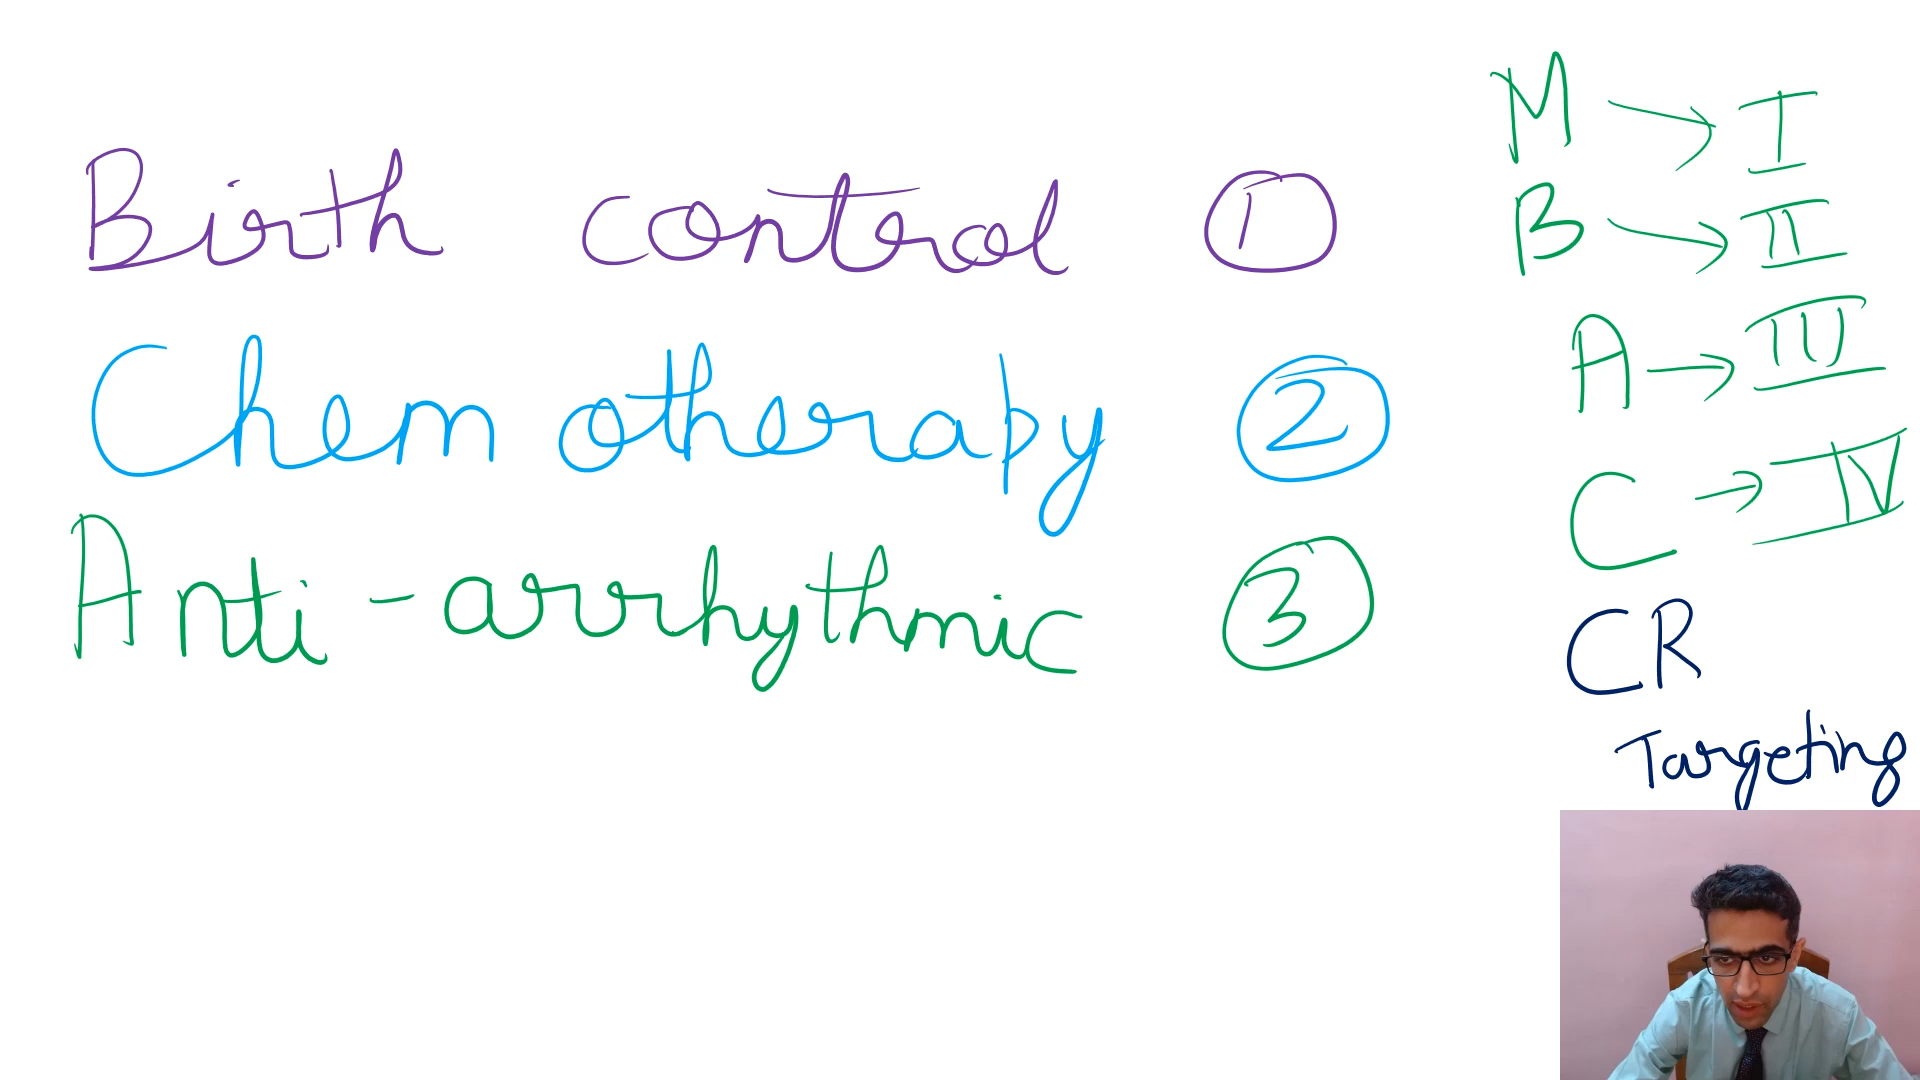 Birth control 1
Chemotherapy 2
Anti-arrhythmic 3
M → I
B → II
A → III
C → IV
CR
Targeting